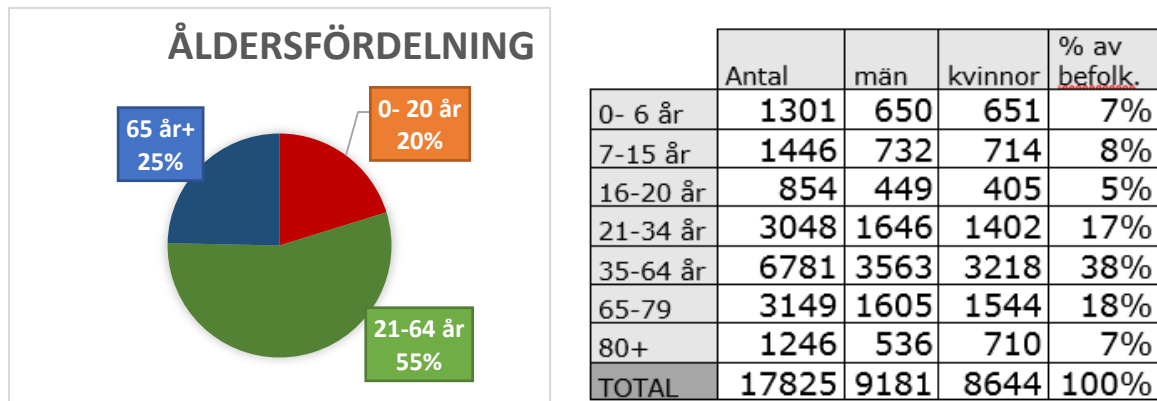 ÅLDERSFÖRDELNING
0- 20 år
20%
65 år+
25%
21-64 år
55%
% av
Antal män kvinnor befolk.
0- 6 år 1301 650 651 7%
7-15 år 1446 732 714 8%
16-20 år 854 449 405 5%
21-34 år 3048 1646 1402 17%
35-64 år 6781 3563 3218 38%
65-79 3149 1605 1544 18%
80+ 1246 536 710 7%
TOTAL 17825 9181 8644 100%